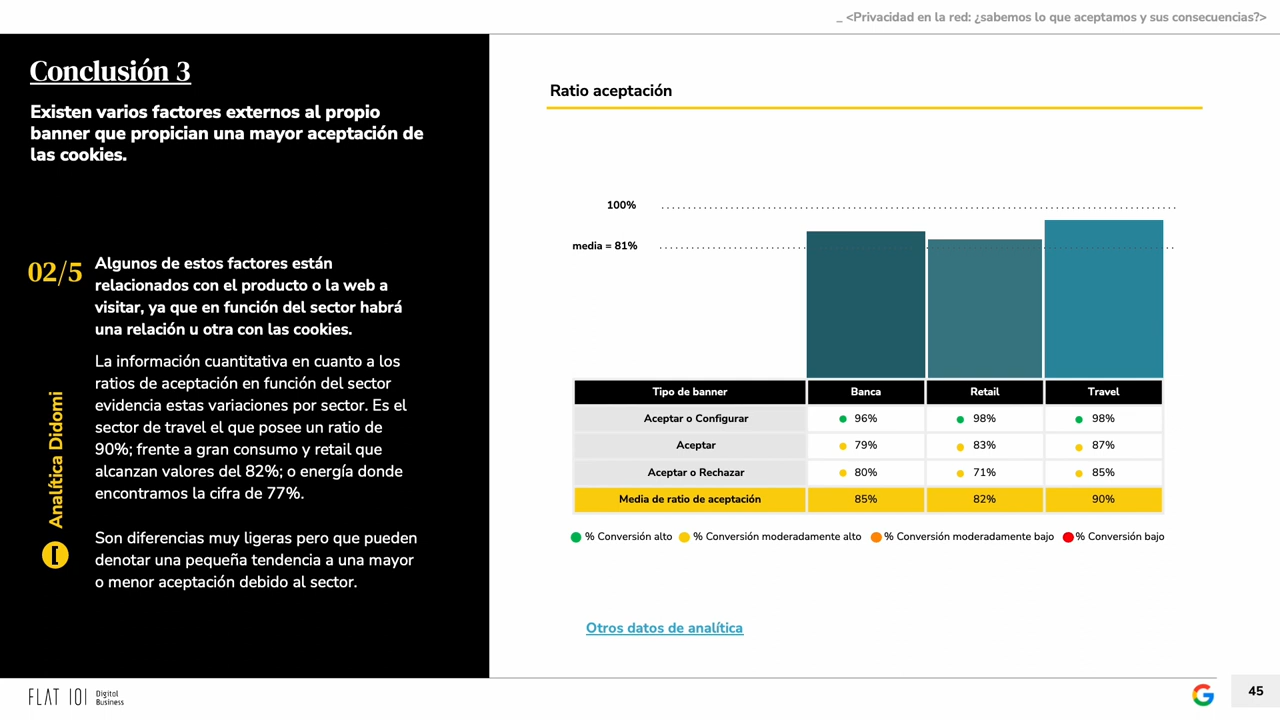 _ <Privacidad en la red: ¿sabemos lo que aceptamos y sus consecuencias?>
Conclusión 3
Existen varios factores externos al propio
banner que propician una mayor aceptación de
las cookies.
02/5
Algunos de estos factores están
relacionados con el producto o la web a
visitar, ya que en función del sector habrá
una relación u otra con las cookies.
La información cuantitativa en cuanto a los
ratios de aceptación en función del sector
evidencia estas variaciones por sector. Es el
sector de travel el que posee un ratio de
90%; frente a gran consumo y retail que
alcanzan valores del 82%; o energía donde
encontramos la cifra de 77%.
Son diferencias muy ligeras pero que pueden
denotar una pequeña tendencia a una mayor
o menor aceptación debido al sector.
Analítica Didomi
Ratio aceptación
100%
media = 81%
Tipo de banner Banca Retail Travel
Aceptar o Configurar 96% 98% 98%
Aceptar 79% 83% 87%
Aceptar o Rechazar 80% 71% 85%
Media de ratio de aceptación 85% 82% 90%
% Conversión alto % Conversión moderadamente alto % Conversión moderadamente bajo % Conversión bajo
Otros datos de analítica
FLAT 101 Digital
Business
45